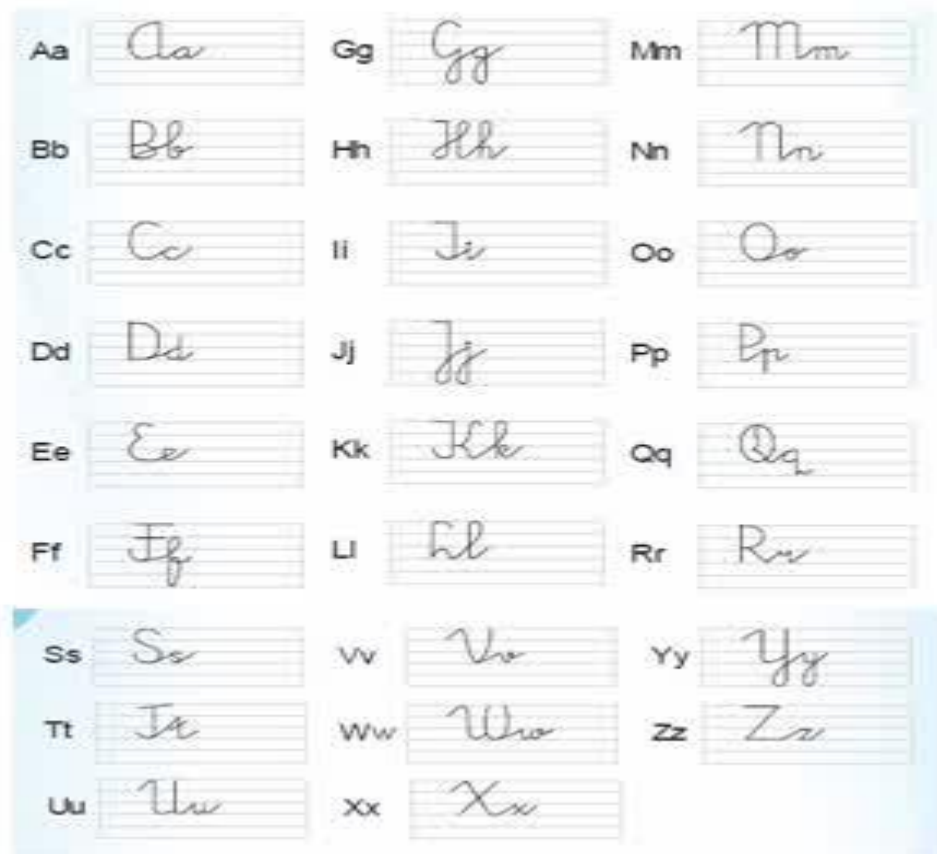 Aa Aa Gg Gg Mm Mm
Bb Bb Hh Hh Nn Nn
Cc Cc Ii Ii Oo Oo
Dd Dd Jj Jj Pp Pp
Ee Ee Kk Kk Qq Qq
Ff Ff Ll Ll Rr Rr
Ss Ss Vv Vv Yy Yy
Tt Tt Ww Ww Zz Zz
Uu Uu Xx Xx